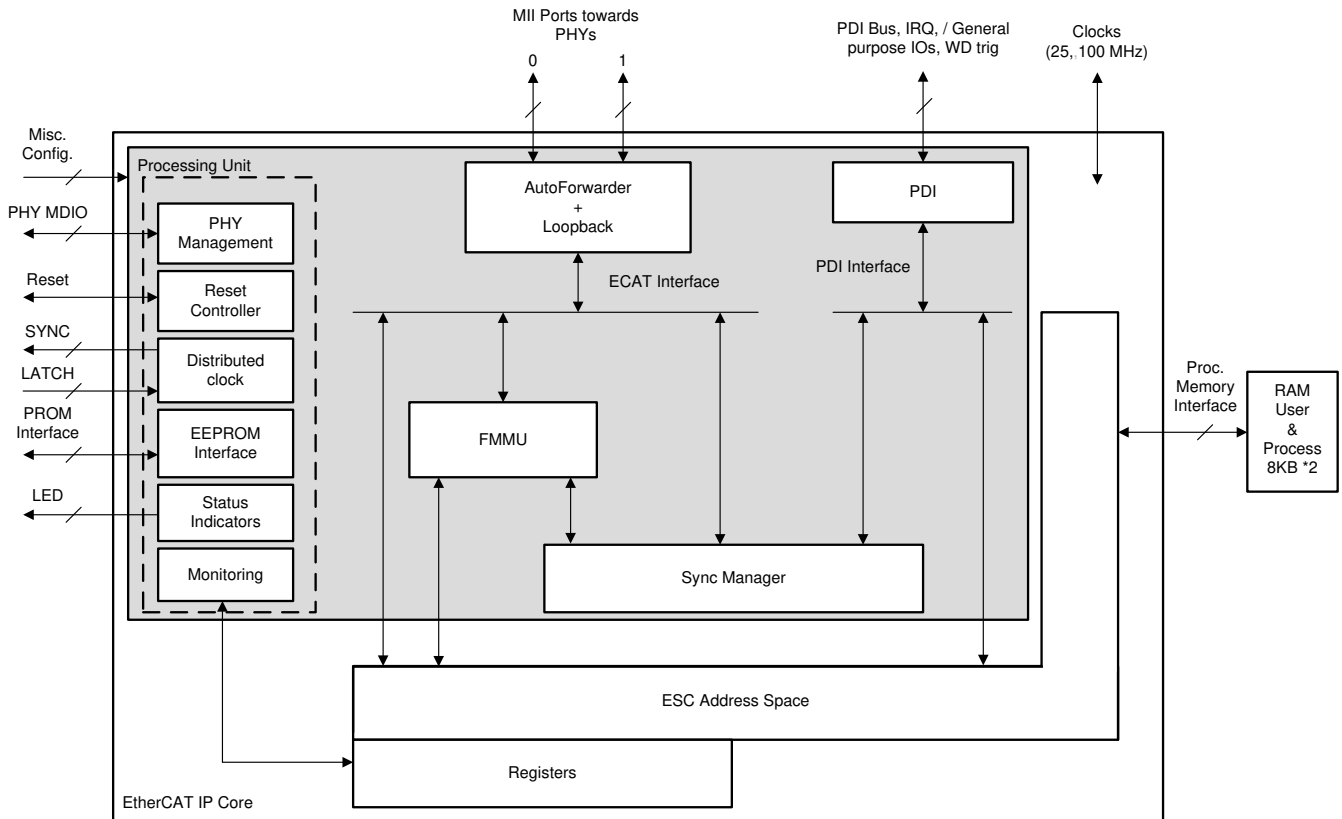 MII Ports towards
PHYs
0
1
PDI Bus, IRQ, / General
purpose IOs, WD trig
Clocks
(25, 100 MHz)
Misc.
Config.
Processing Unit
PHY MDIO
PHY
Management
AutoForwarder
+
Loopback
PDI
Reset
Reset
Controller
ECAT Interface
PDI Interface
SYNC
LATCH
Distributed
clock
PROM
Interface
EEPROM
Interface
FMMU
Proc.
Memory
Interface
RAM
User
&
Process
8KB *2
LED
Status
Indicators
Monitoring
Sync Manager
ESC Address Space
Registers
EtherCAT IP Core